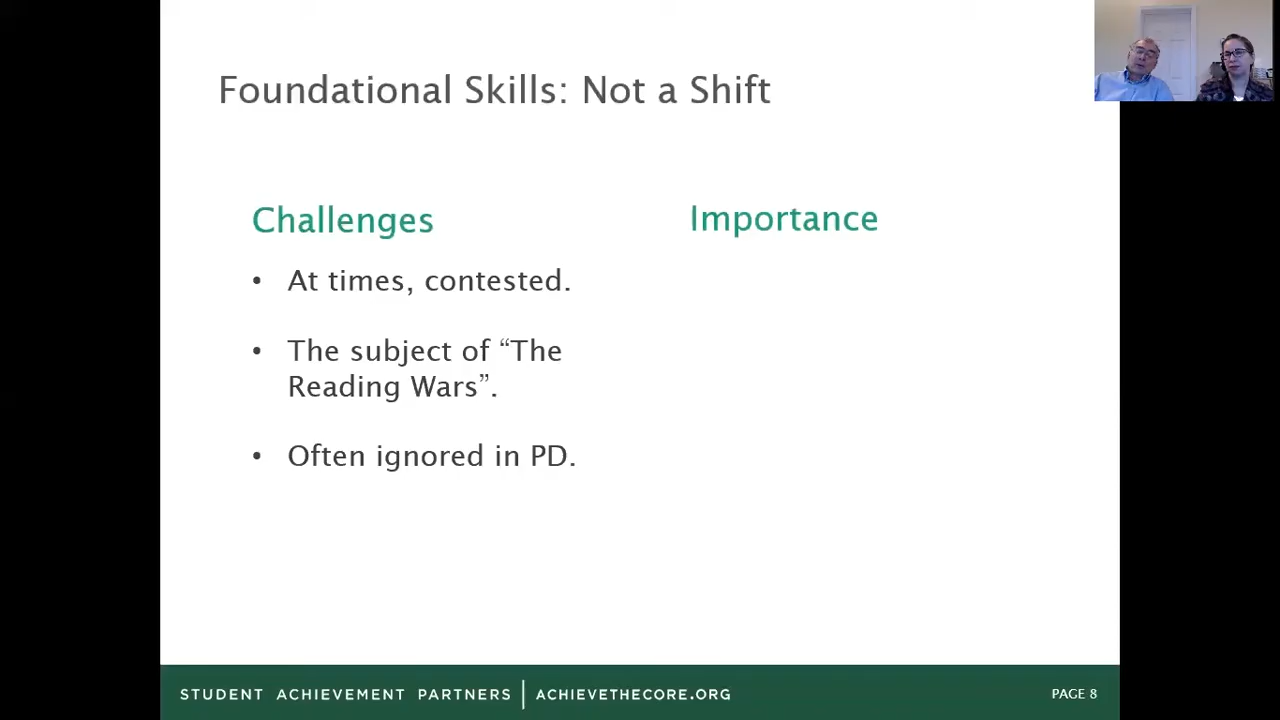 Foundational Skills: Not a Shift
Challenges
• At times, contested.
• The subject of “The
Reading Wars”.
• Often ignored in PD.
Importance
STUDENT ACHIEVEMENT PARTNERS | ACHIEVETHECORE.ORG
PAGE 8